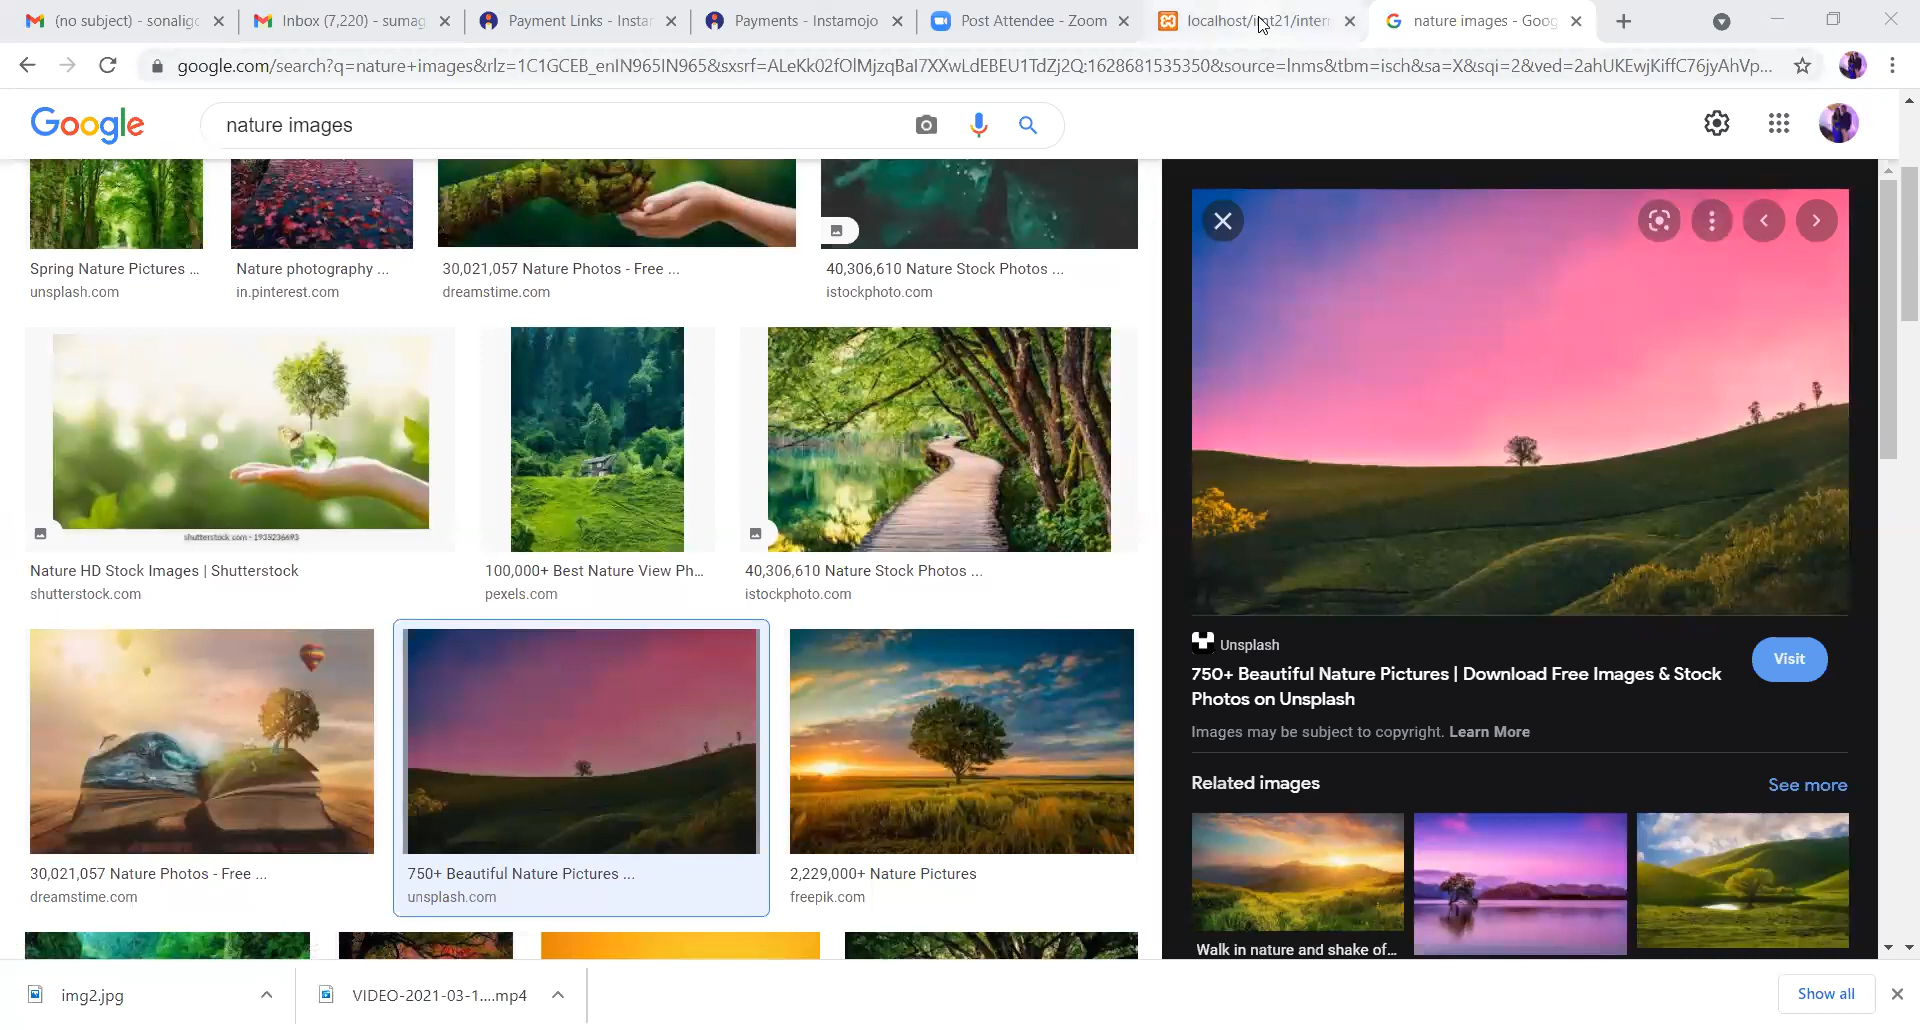 (no subject) - sonalig
Inbox (7,220) - sumag
Payment Links - Instar
Payments - Instamojo
Post Attendee - Zoom
localhost/imt21/inter
nature images - Goog
google.com/search?q=nature+images&rlz=1C1GCEB_enIN965IN965&sxsrf=ALeKk02fOlMjzqBaI7XXwLdEBEU1TdZj2Q:1628681535350&source=lnms&tbm=isch&sa=X&sqi=2&ved=2ahUKEwjKiffC76jyAhVp...
Google
nature images
Spring Nature Pictures ...
unsplash.com
Nature photography ...
in.pinterest.com
30,021,057 Nature Photos - Free ...
dreamstime.com
40,306,610 Nature Stock Photos ...
istockphoto.com
shutterstock.com · 1933236693
Nature HD Stock Images | Shutterstock
shutterstock.com
100,000+ Best Nature View Ph...
pexels.com
40,306,610 Nature Stock Photos ...
istockphoto.com
30,021,057 Nature Photos - Free ...
dreamstime.com
750+ Beautiful Nature Pictures ...
unsplash.com
2,229,000+ Nature Pictures
freepik.com
Unsplash
750+ Beautiful Nature Pictures | Download Free Images & Stock
Photos on Unsplash
Visit
Images may be subject to copyright. Learn More
Related images
See more
Walk in nature and shake of...
img2.jpg
VIDEO-2021-03-1....mp4
Show all